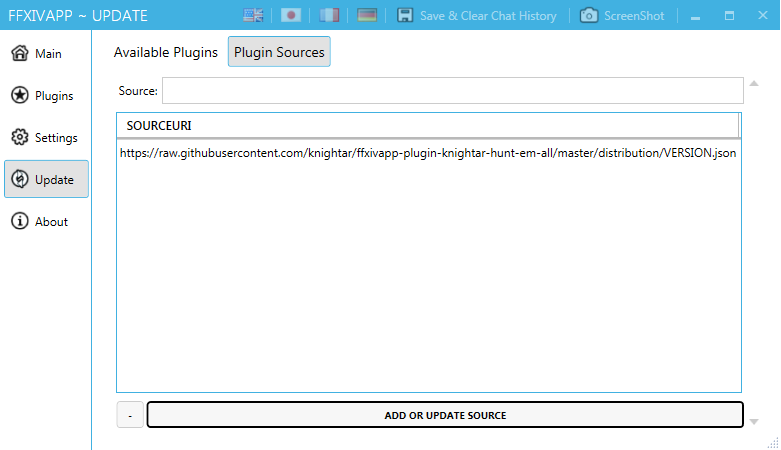 FFXIVAPP ~ UPDATE
Save & Clear Chat History
ScreenShot
Main
Plugins
Settings
Update
About
Available Plugins
Plugin Sources
Source:
SOURCEURI
https://raw.githubusercontent.com/knightar/ffxivapp-plugin-knightar-hunt-em-all/master/distribution/VERSION.json
-
ADD OR UPDATE SOURCE